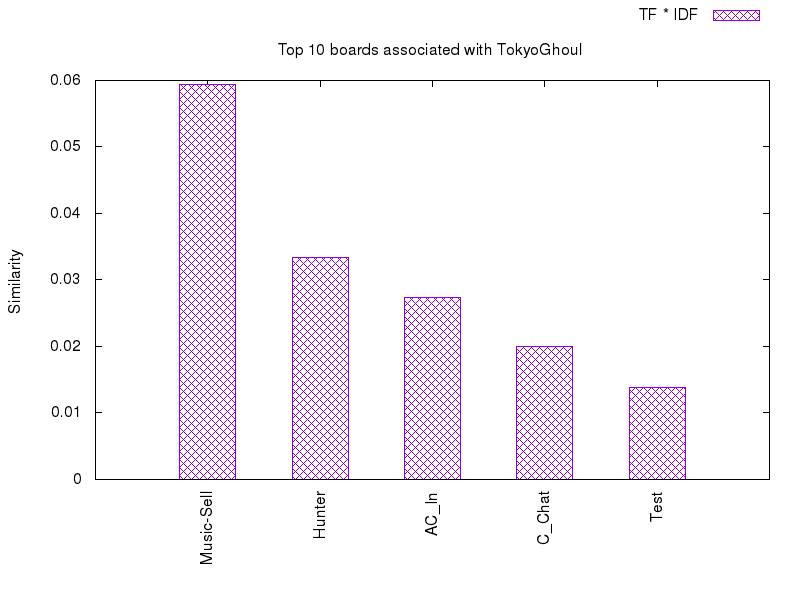 TF * IDF
Top 10 boards associated with TokyoGhoul
Similarity
0.06
0.05
0.04
0.03
0.02
0.01
0
Music-Sell
Hunter
AC_In
C_Chat
Test